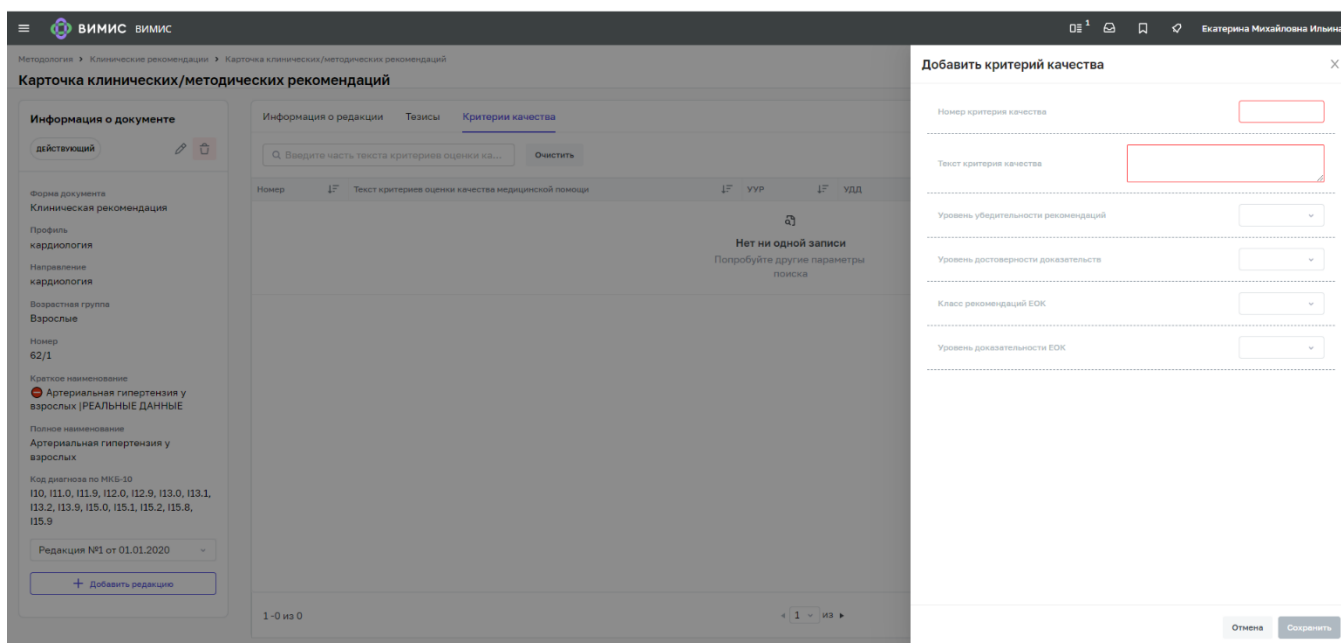 ВИМИС ВИМИС
1
Екатерина Михайловна Ильина
Методология > Клинические рекомендации > Карточка клинических/методических рекомендаций
Карточка клинических/методических рекомендаций
Информация о документе
действующий
Форма документа
Клиническая рекомендация
Профиль
кардиология
Направление
кардиология
Возрастная группа
Взрослые
Номер
62/1
Краткое наименование
Артериальная гипертензия у
взрослых |РЕАЛЬНЫЕ ДАННЫЕ
Полное наименование
Артериальная гипертензия у
взрослых
Код диагноза по МКБ-10
I10, I11.0, I11.9, I12.0, I12.9, I13.0, I13.1,
I13.2, I13.9, I15.0, I15.1, I15.2, I15.8,
I15.9
Редакция №1 от 01.01.2020
+ Добавить редакцию
Информация о редакции Тезисы Критерии качества
Введите часть текста критериев оценки ка... Очистить
Номер Текст критериев оценки качества медицинской помощи УУР УДД
Нет ни одной записи
Попробуйте другие параметры
поиска
1 -0 из 0
1 из
Добавить критерий качества
Номер критерия качества
Текст критерия качества
Уровень убедительности рекомендаций
Уровень достоверности доказательств
Класс рекомендаций ЕОК
Уровень доказательности ЕОК
Отмена Сохранить